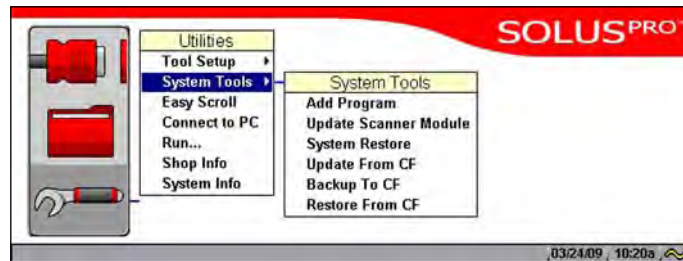 SOLUSPRO
Utilities
Tool Setup
System Tools
Easy Scroll
Connect to PC
Run...
Shop Info
System Info
System Tools
Add Program
Update Scanner Module
System Restore
Update From CF
Backup To CF
Restore From CF
03/24/09 10:20a